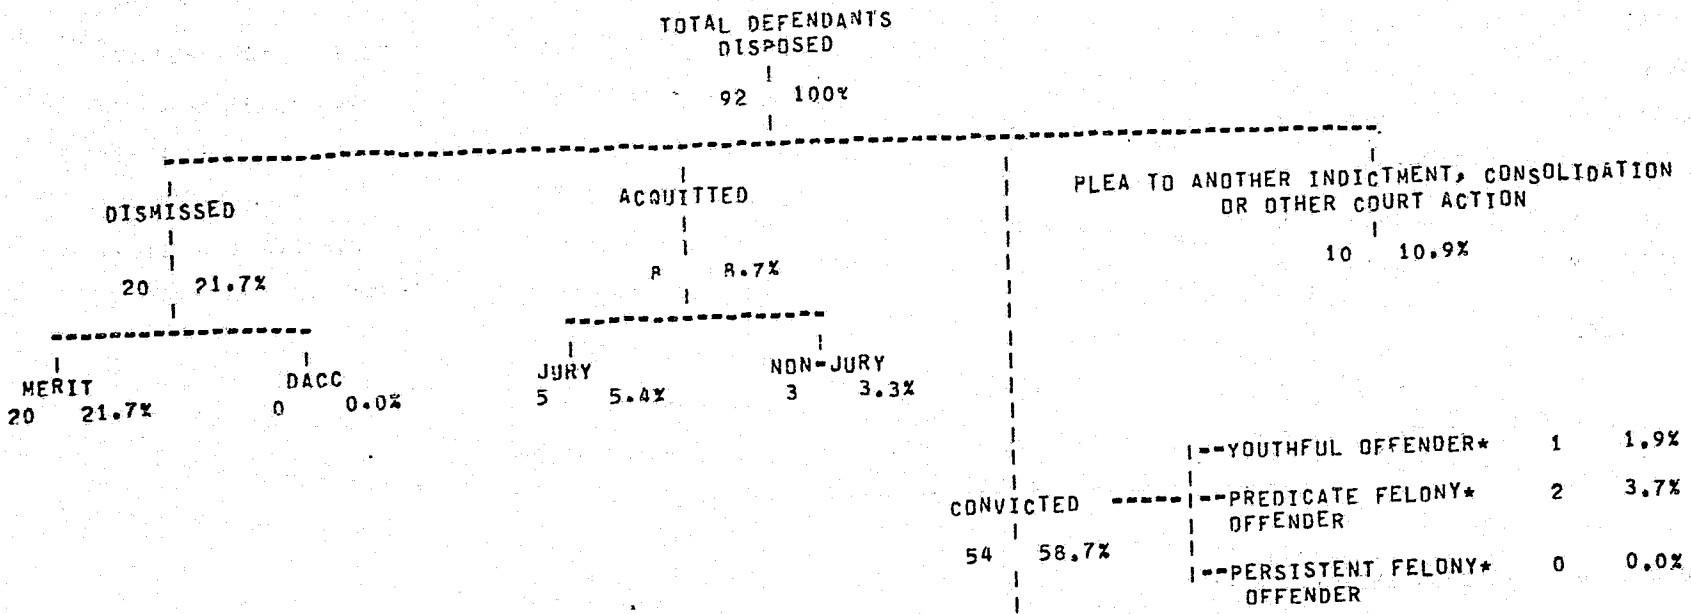 TOTAL DEFENDANTS
DISPOSED
92 100%
DISMISSED
20 21.7%
MERIT
20 21.7%
DACC
0 0.0%
ACQUITTED
8 8.7%
JURY
5 5.4%
NON-JURY
3 3.3%
PLEA TO ANOTHER INDICTMENT, CONSOLIDATION
OR OTHER COURT ACTION
10 10.9%
CONVICTED
54 58.7%
YOUTHFUL OFFENDER* 1 1.9%
PREDICATE FELONY* 2 3.7%
OFFENDER
PERSISTENT FELONY* 0 0.0%
OFFENDER